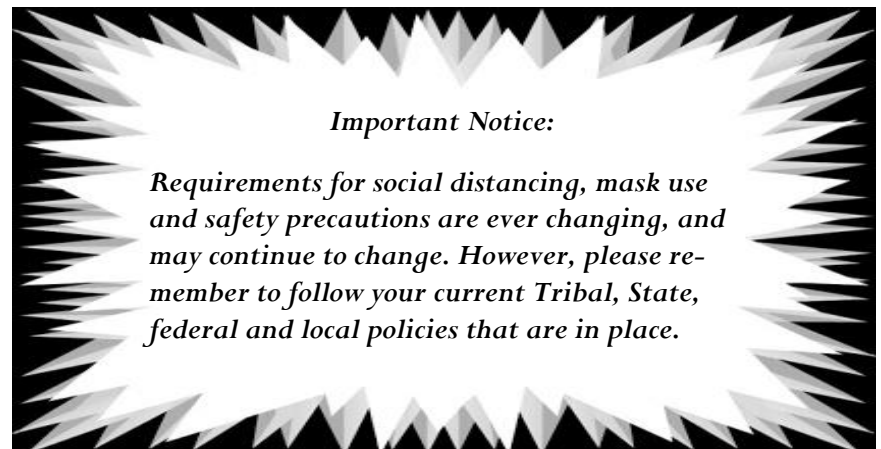 Important Notice:
Requirements for social distancing, mask use
and safety precautions are ever changing, and
may continue to change. However, please re-
member to follow your current Tribal, State,
federal and local policies that are in place.